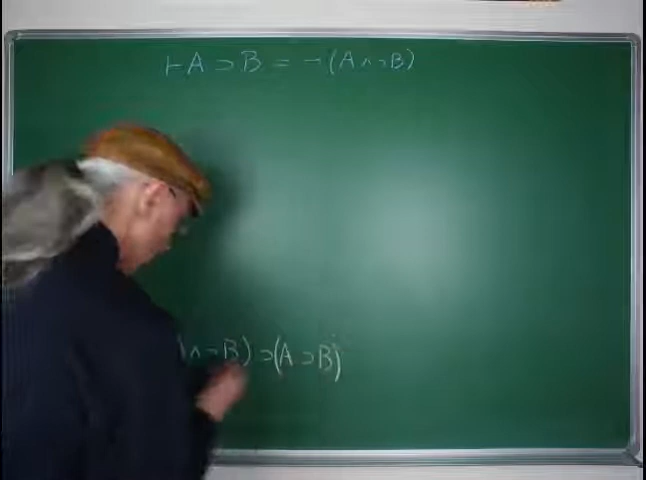 ⊢A ⊃ B = ¬(A ∧ ¬B)
∧ ¬B) ⊃ (A ⊃ B)